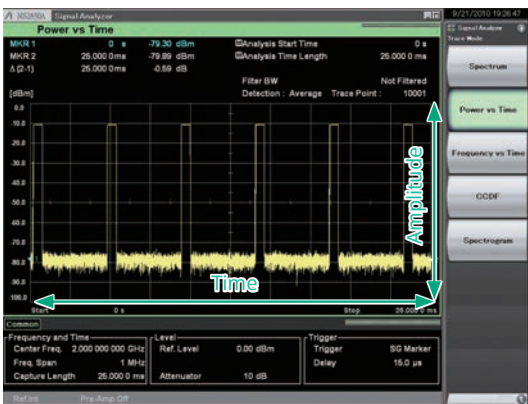 MS2830A Signal Analyzer
9/21/2010 19:36:47
Power vs Time
MKR 1 0 s -79.30 dBm Analysis Start Time 0 s
MKR 2 25.000 0ms -79.89 dBm Analysis Time Length 25.000 0 ms
Δ (2-1) 25.000 0ms -0.59 dB
Filter BW Not Filtered
[dBm] Detection : Average Trace Point : 10001
0.0
-10.0
-20.0
-30.0
-40.0
-50.0
-60.0
-70.0
-80.0
-90.0
-100.0
Amplitude
Time
Start 0 s Stop 25.000 0 ms
Signal Analyzer
Trace Mode
Spectrum
Power vs Time
Frequency vs Time
CCDF
Spectrogram
Common
Frequency and Time
Center Freq. 2.000 000 000 GHz
Freq. Span 1 MHz
Capture Length 25.000 0 ms
Level
Ref. Level 0.00 dBm
Attenuator 10 dB
Trigger
Trigger SG Marker
Delay 15.0 µs
Ref.Int Pre-Amp Off